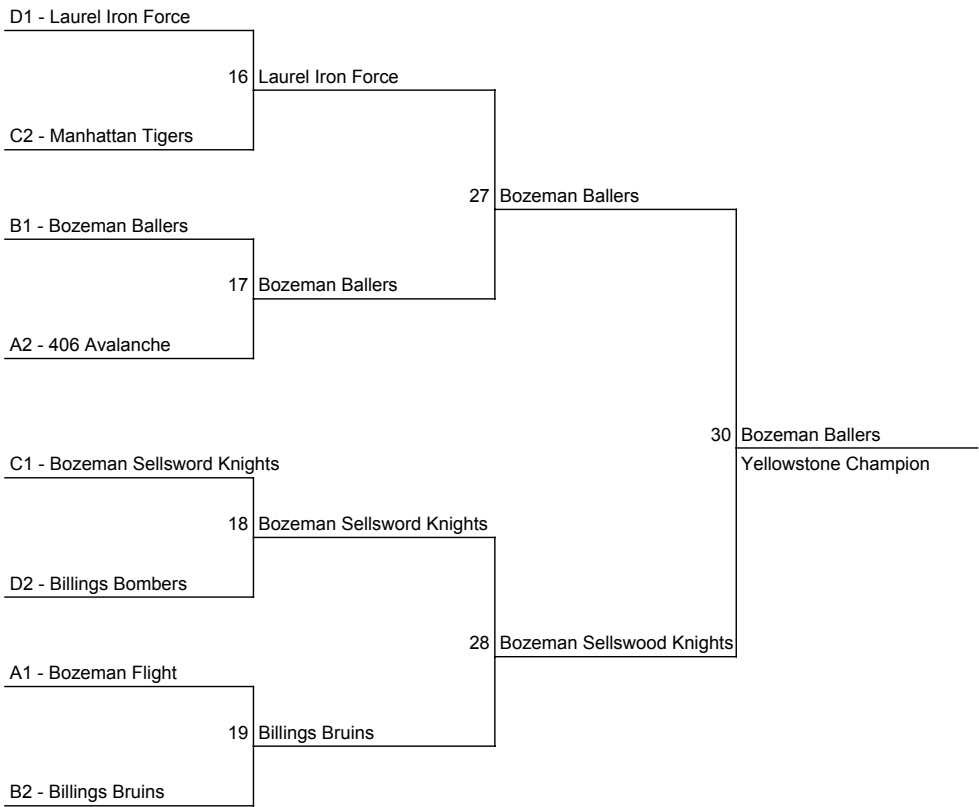 D1 - Laurel Iron Force
16 Laurel Iron Force
C2 - Manhattan Tigers
27 Bozeman Ballers
B1 - Bozeman Ballers
17 Bozeman Ballers
A2 - 406 Avalanche
30 Bozeman Ballers
Yellowstone Champion
C1 - Bozeman Sellsword Knights
18 Bozeman Sellsword Knights
D2 - Billings Bombers
28 Bozeman Sellswood Knights
A1 - Bozeman Flight
19 Billings Bruins
B2 - Billings Bruins